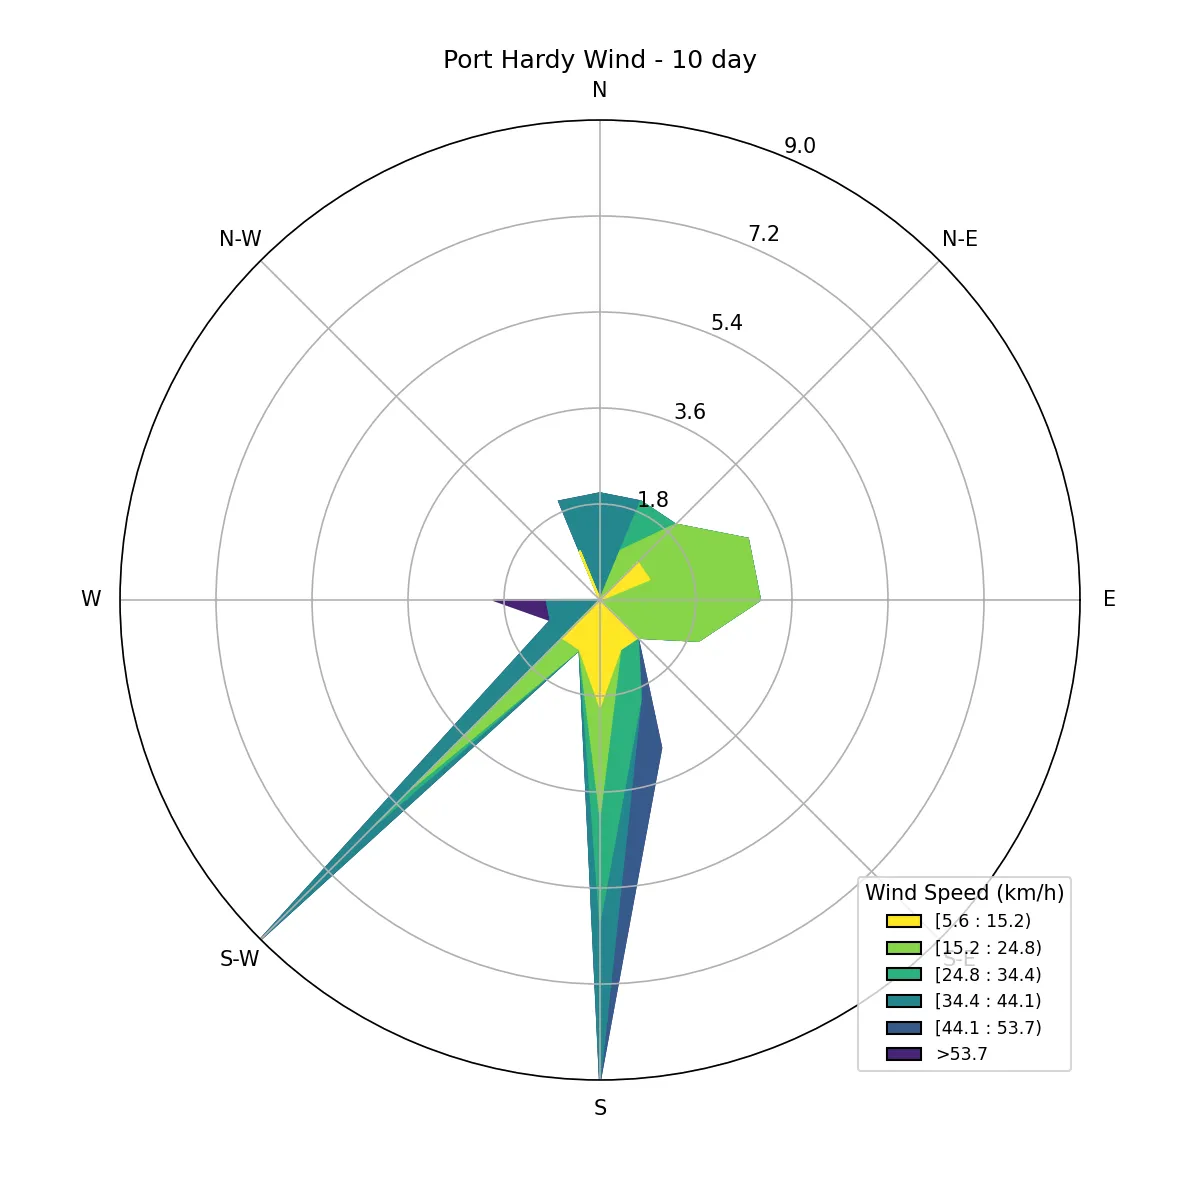 Port Hardy Wind - 10 day
N
9.0
N-W
7.2
N-E
5.4
3.6
1.8
W
E
S-W
S-E
S
Wind Speed (km/h)
[5.6 : 15.2)
[15.2 : 24.8)
[24.8 : 34.4)
[34.4 : 44.1)
[44.1 : 53.7)
>53.7